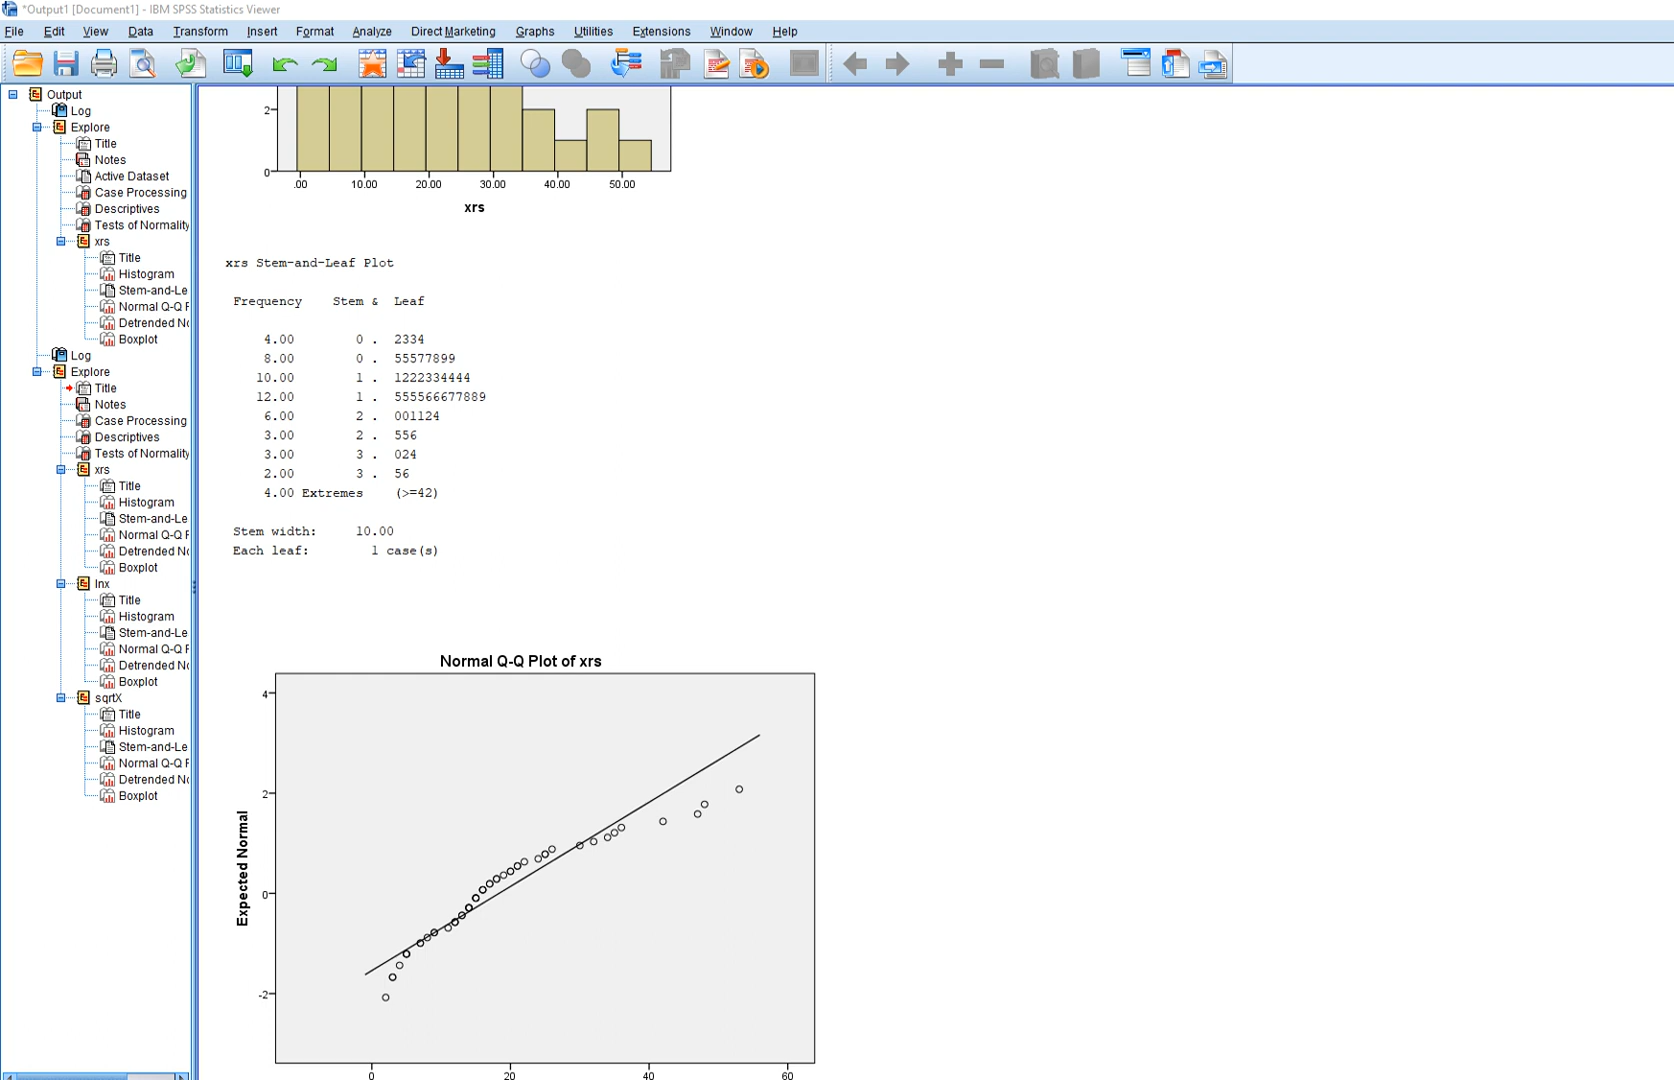 *Output1 [Document1] - IBM SPSS Statistics Viewer
File Edit View Data Transform Insert Format Analyze Direct Marketing Graphs Utilities Extensions Window Help
Output
Log
Explore
Title
Notes
Active Dataset
Case Processing
Descriptives
Tests of Normality
xrs
Title
Histogram
Stem-and-Le
Normal Q-Q P
Detrended No
Boxplot
Log
Explore
Title
Notes
Case Processing
Descriptives
Tests of Normality
xrs
Title
Histogram
Stem-and-Le
Normal Q-Q P
Detrended No
Boxplot
lnx
Title
Histogram
Stem-and-Le
Normal Q-Q P
Detrended No
Boxplot
sqrtX
Title
Histogram
Stem-and-Le
Normal Q-Q P
Detrended No
Boxplot
2
0
.00 10.00 20.00 30.00 40.00 50.00
xrs
xrs Stem-and-Leaf Plot
Frequency Stem & Leaf
4.00 0 . 2334
8.00 0 . 55577899
10.00 1 . 1222334444
12.00 1 . 555566677889
6.00 2 . 001124
3.00 2 . 556
3.00 3 . 024
2.00 3 . 56
4.00 Extremes (>=42)
Stem width: 10.00
Each leaf: 1 case(s)
Normal Q-Q Plot of xrs
Expected Normal
4
2
0
-2
0 20 40 60